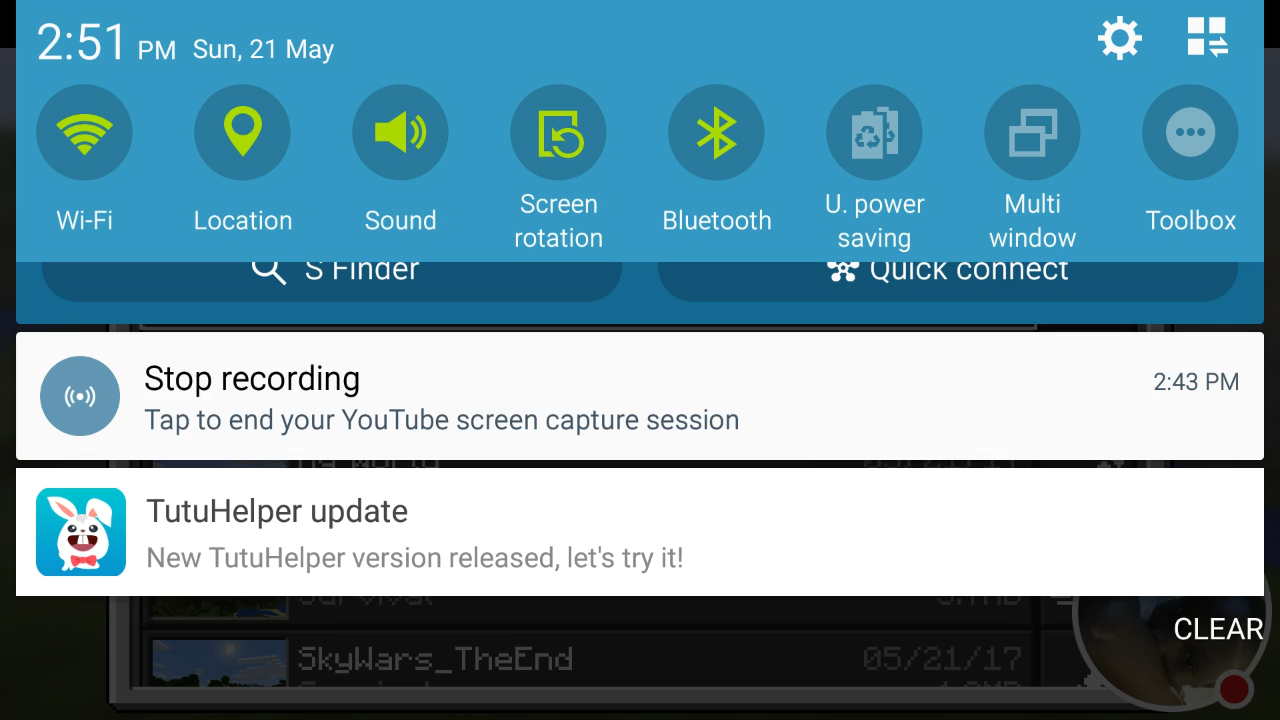 2:51 PM Sun, 21 May
Wi-Fi
Location
Sound
Screen
rotation
Bluetooth
U. power
saving
Multi
window
Toolbox
S Finder
Quick connect
Stop recording
2:43 PM
Tap to end your YouTube screen capture session
TutuHelper update
New TutuHelper version released, let's try it!
CLEAR
SkyWars_TheEnd
05/21/17